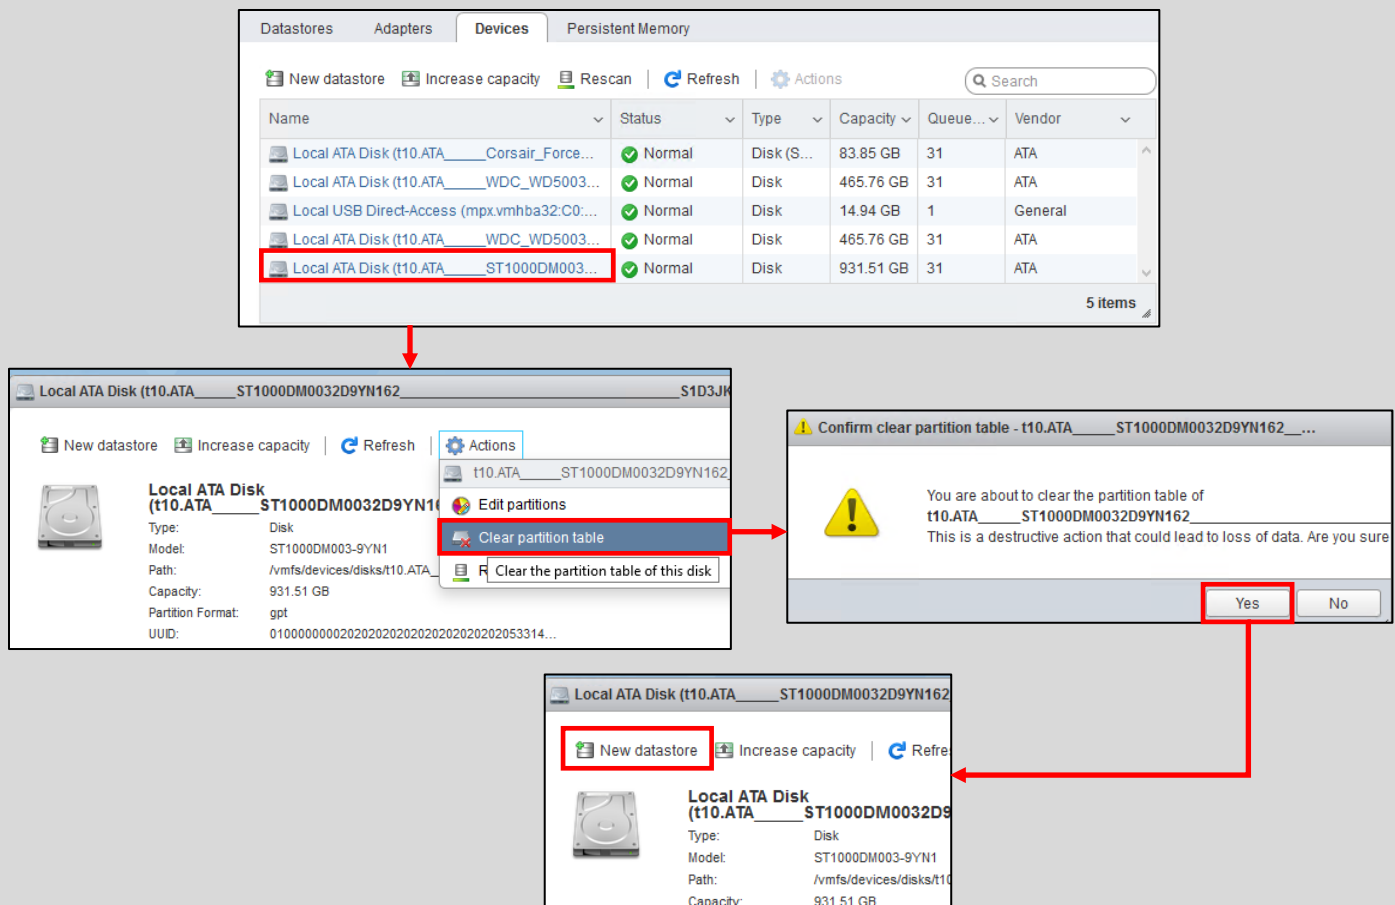 Datastores Adapters Devices Persistent Memory
New datastore Increase capacity Rescan Refresh Actions Search
Name Status Type Capacity Queue... Vendor
Local ATA Disk (t10.ATA_____Corsair_Force... Normal Disk (S... 83.85 GB 31 ATA
Local ATA Disk (t10.ATA_____WDC_WD5003... Normal Disk 465.76 GB 31 ATA
Local USB Direct-Access (mpx.vmhba32:C0:... Normal Disk 14.94 GB 1 General
Local ATA Disk (t10.ATA_____WDC_WD5003... Normal Disk 465.76 GB 31 ATA
Local ATA Disk (t10.ATA_____ST1000DM003... Normal Disk 931.51 GB 31 ATA
5 items
Local ATA Disk (t10.ATA_____ST1000DM0032D9YN162________________________________S1D3JK
New datastore Increase capacity Refresh Actions
t10.ATA_____ST1000DM0032D9YN162_
Edit partitions
Clear partition table
R
Clear the partition table of this disk
Local ATA Disk
(t10.ATA_____ST1000DM0032D9YN16
Type: Disk
Model: ST1000DM003-9YN1
Path: /vmfs/devices/disks/t10.ATA_
Capacity: 931.51 GB
Partition Format: gpt
UUID: 0100000000202020202020202020202020205331​4...
Confirm clear partition table - t10.ATA_____ST1000DM0032D9YN162__...
You are about to clear the partition table of
t10.ATA_____ST1000DM0032D9YN162______________________
This is a destructive action that could lead to loss of data. Are you sure
Yes No
Local ATA Disk (t10.ATA_____ST1000DM0032D9YN162
New datastore Increase capacity Refre
Local ATA Disk
(t10.ATA_____ST1000DM0032D9
Type: Disk
Model: ST1000DM003-9YN1
Path: /vmfs/devices/disks/t10
Capacity: 931.51 GB